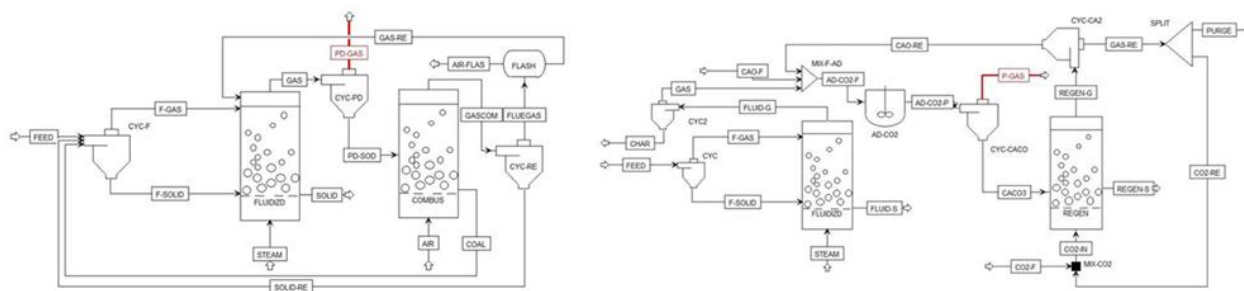 GAS-RE
PD-GAS
AIR-FLAS
FLASH
GAS
CYC-PD
F-GAS
CYC-F
FEED
GASCOM
FLUEGAS
PD-SOD
CYC-RE
F-SOLID
SOLID
FLUIDIZD
COMBUS
STEAM
AIR
COAL
SOLID-RE
CYC-CA2
SPLIT
PURGE
CAO-RE
GAS-RE
MIX-F-AD
CAO-F
GAS
AD-CO2-F
P-GAS
REGEN-G
FLUID-G
AD-CO2-P
CYC2
AD-CO2
CHAR
CYC
F-GAS
CYC-CACO
FEED
CO2-RE
F-SOLID
CACO3
REGEN-S
FLUIDIZD
FLUID-S
REGEN
STEAM
CO2-IN
CO2-F
MIX-CO2